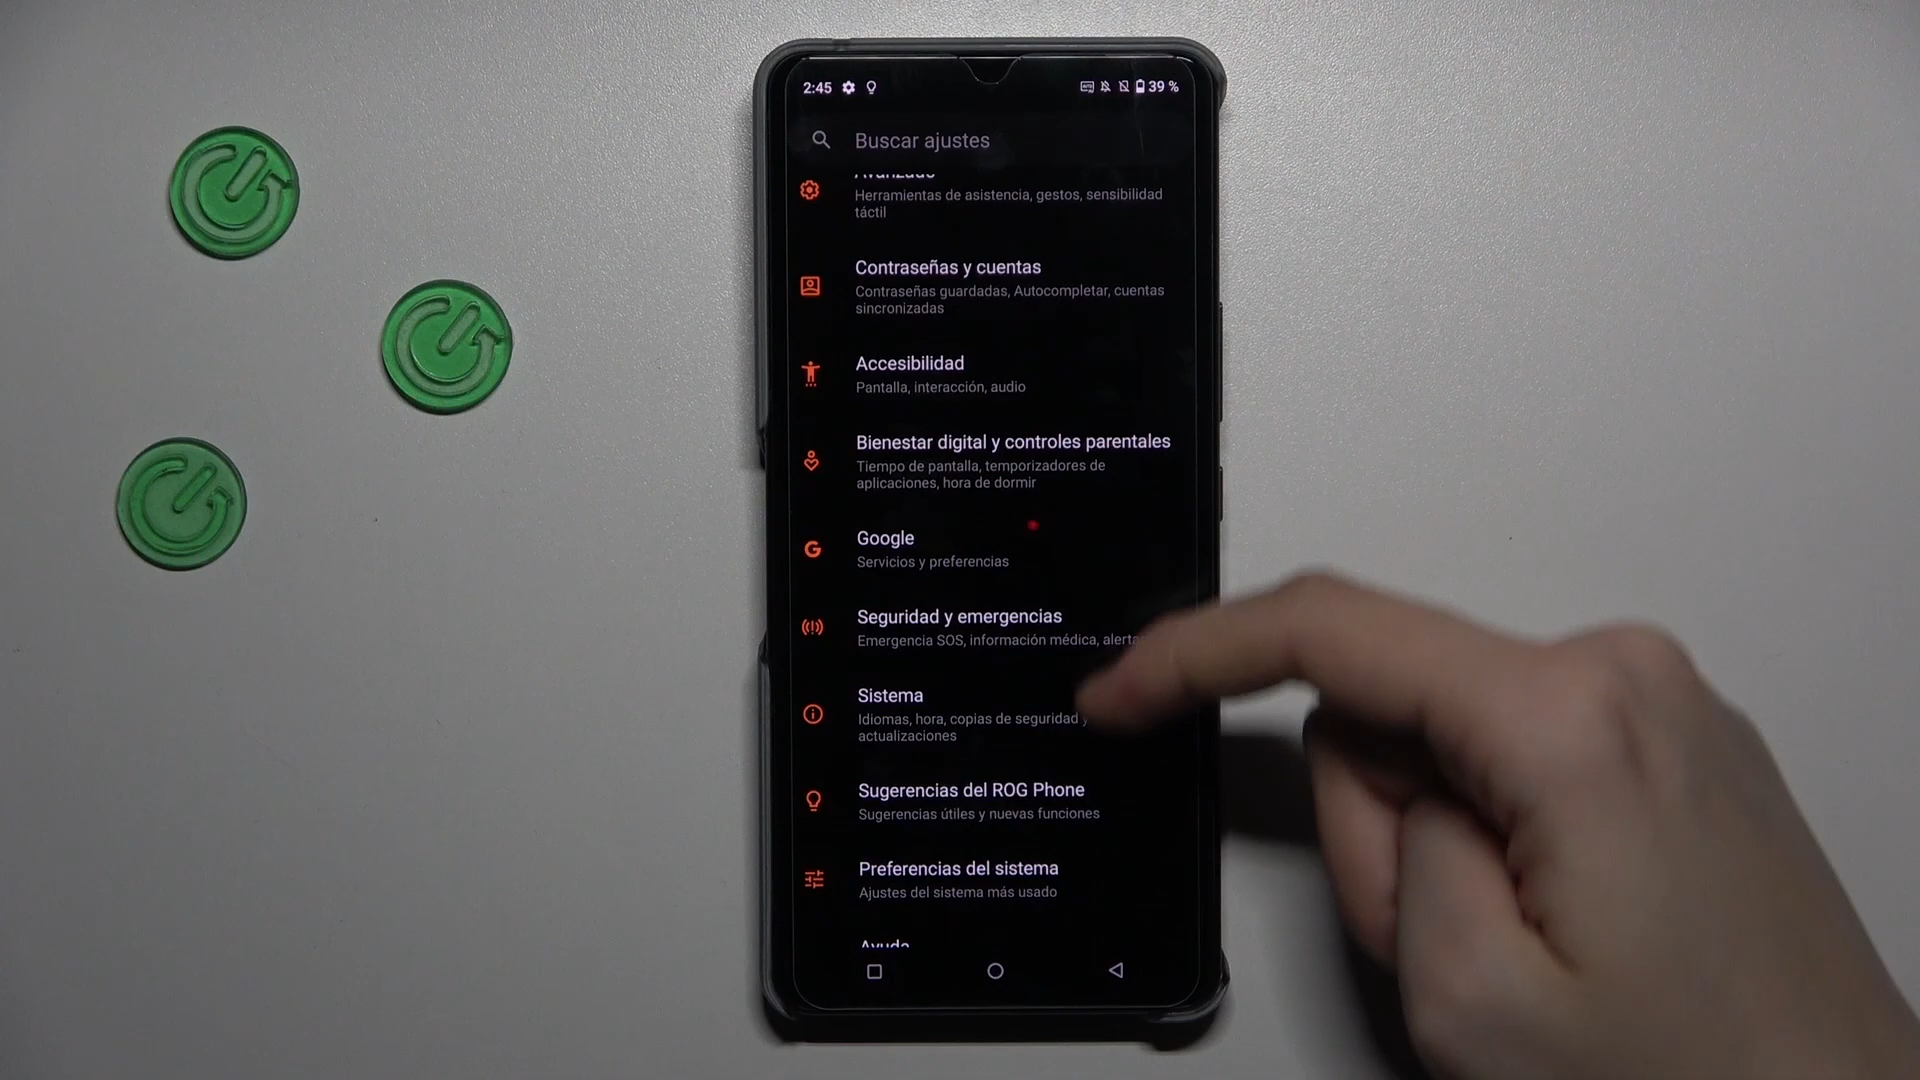 2:45 39 %
Buscar ajustes
Avanzado
Herramientas de asistencia, gestos, sensibilidad
táctil
Contraseñas y cuentas
Contraseñas guardadas, Autocompletar, cuentas
sincronizadas
Accesibilidad
Pantalla, interacción, audio
Bienestar digital y controles parentales
Tiempo de pantalla, temporizadores de
aplicaciones, hora de dormir
Google
Servicios y preferencias
Seguridad y emergencias
Emergencia SOS, información médica,
Sistema
Idiomas, hora, copias de seguridad y
actualizaciones
Sugerencias del ROG Phone
Sugerencias útiles y nuevas funciones
Preferencias del sistema
Ajustes del sistema más usado
Ayuda